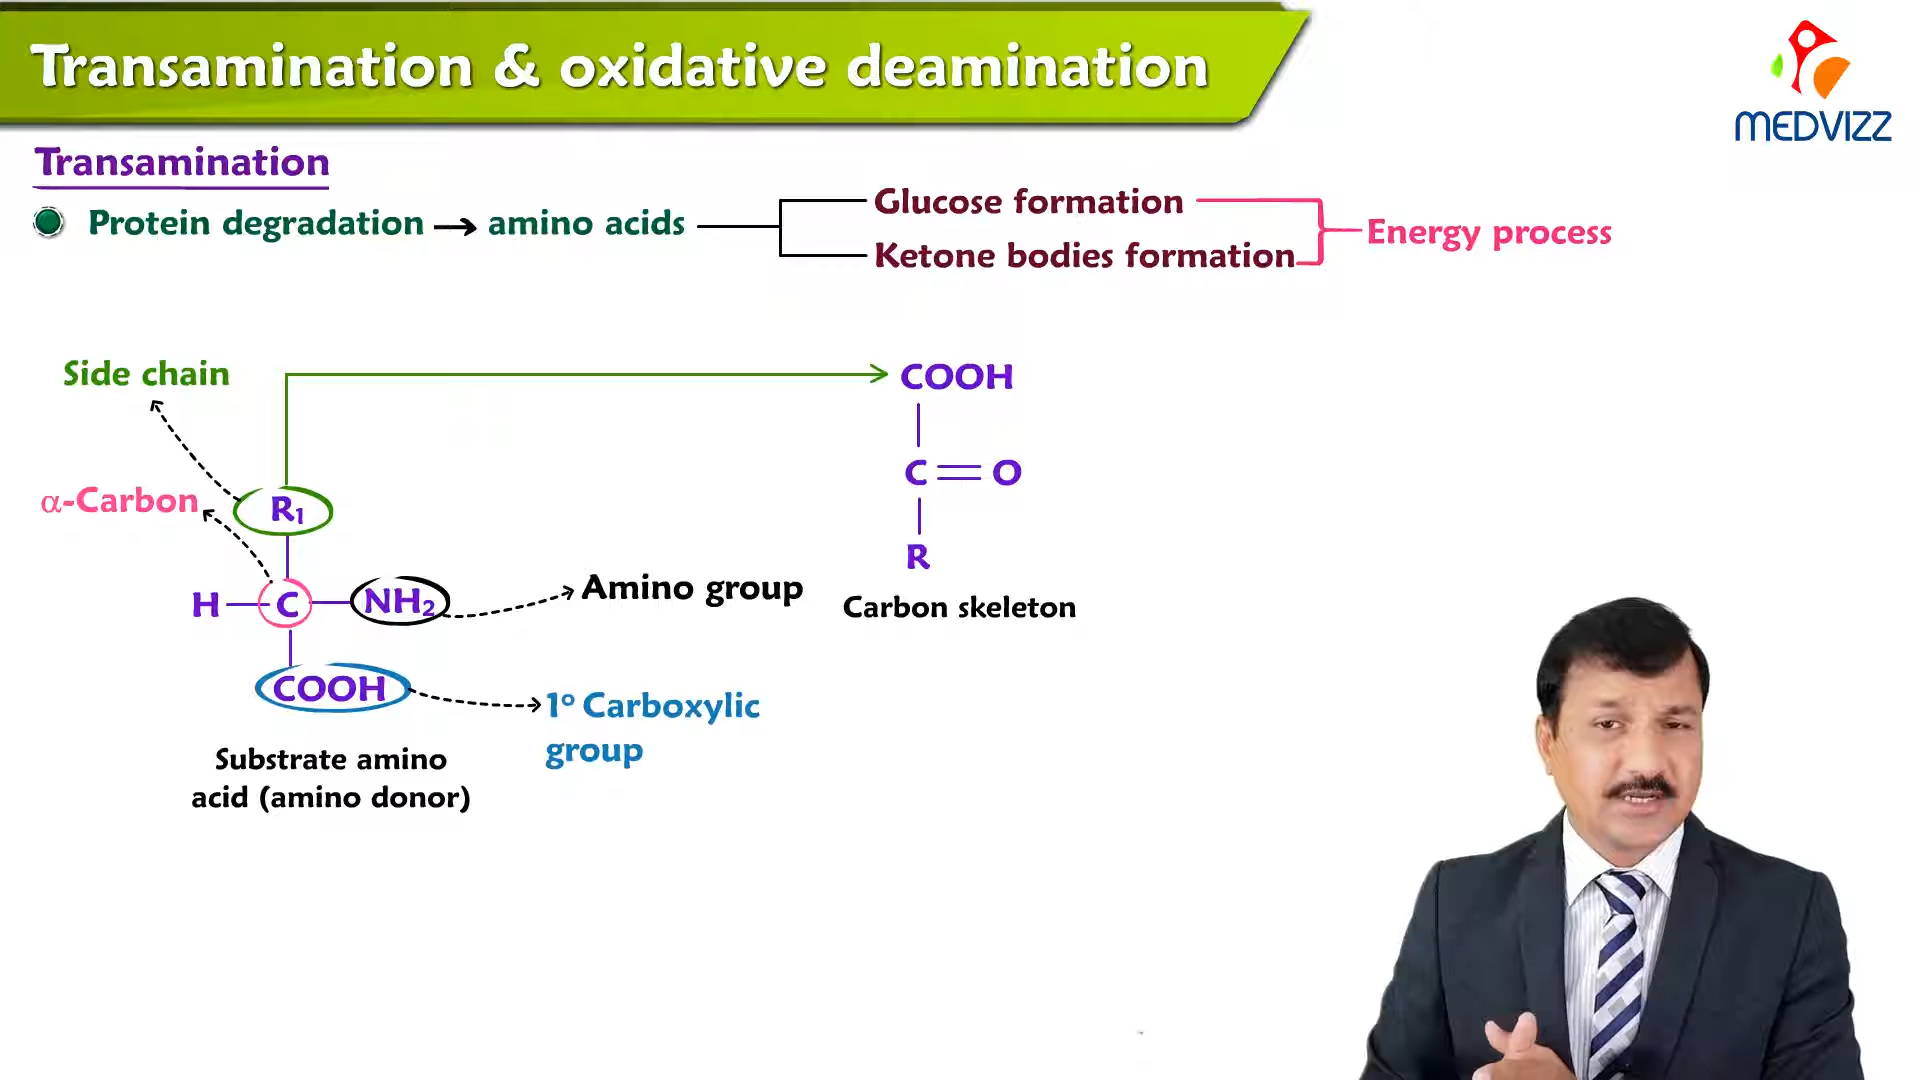 Transamination & oxidative deamination
MEDVIZZ
Transamination
Protein degradation → amino acids
Glucose formation
Ketone bodies formation
Energy process
Side chain
α-Carbon
R₁
H C NH₂
COOH
Amino group
1º Carboxylic
group
Substrate amino
acid (amino donor)
COOH
C O
R
Carbon skeleton